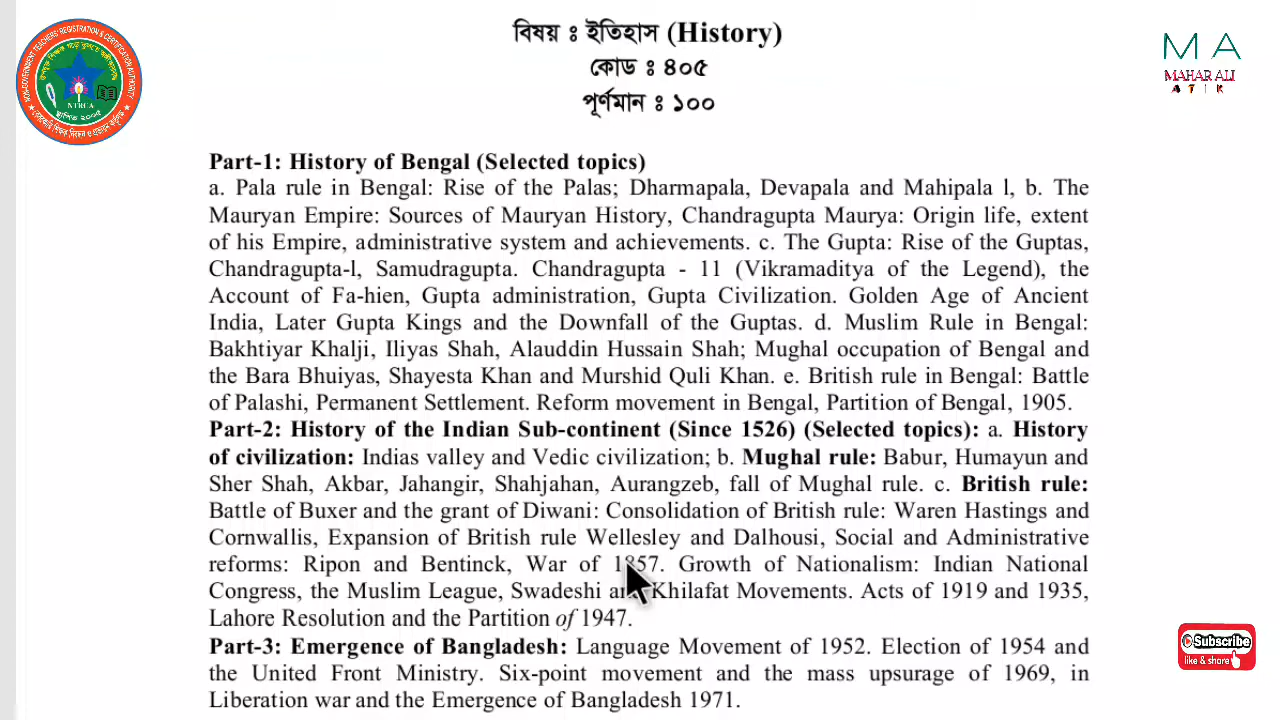 বিষয় ঃ ইতিহাস (History)
কোড ঃ ৪০৫
পূর্ণমান ঃ ১০০
NON-GOVERNMENT TEACHERS' REGISTRATION & CERTIFICATION AUTHORITY
NTRCA
স্থাপিত ২০০৫
M A
MAHAR ALI
A T I K
Part-1: History of Bengal (Selected topics)
a. Pala rule in Bengal: Rise of the Palas; Dharmapala, Devapala and Mahipala l, b. The
Mauryan Empire: Sources of Mauryan History, Chandragupta Maurya: Origin life, extent
of his Empire, administrative system and achievements. c. The Gupta: Rise of the Guptas,
Chandragupta-l, Samudragupta. Chandragupta - 11 (Vikramaditya of the Legend), the
Account of Fa-hien, Gupta administration, Gupta Civilization. Golden Age of Ancient
India, Later Gupta Kings and the Downfall of the Guptas. d. Muslim Rule in Bengal:
Bakhtiyar Khalji, Iliyas Shah, Alauddin Hussain Shah; Mughal occupation of Bengal and
the Bara Bhuiyas, Shayesta Khan and Murshid Quli Khan. e. British rule in Bengal: Battle
of Palashi, Permanent Settlement. Reform movement in Bengal, Partition of Bengal, 1905.
Part-2: History of the Indian Sub-continent (Since 1526) (Selected topics): a. History
of civilization: Indias valley and Vedic civilization; b. Mughal rule: Babur, Humayun and
Sher Shah, Akbar, Jahangir, Shahjahan, Aurangzeb, fall of Mughal rule. c. British rule:
Battle of Buxer and the grant of Diwani: Consolidation of British rule: Waren Hastings and
Cornwallis, Expansion of British rule Wellesley and Dalhousi, Social and Administrative
reforms: Ripon and Bentinck, War of 1857. Growth of Nationalism: Indian National
Congress, the Muslim League, Swadeshi and Khilafat Movements. Acts of 1919 and 1935,
Lahore Resolution and the Partition of 1947.
Part-3: Emergence of Bangladesh: Language Movement of 1952. Election of 1954 and
the United Front Ministry. Six-point movement and the mass upsurage of 1969, in
Liberation war and the Emergence of Bangladesh 1971.
Subscribe
like & share